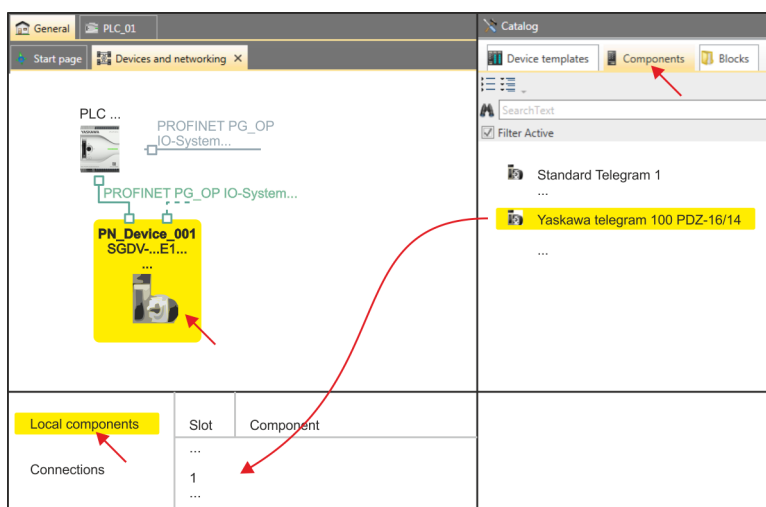 General
PLC_01
Start page
Devices and networking
PLC ...
PROFINET PG_OP
IO-System...
PROFINET PG_OP IO-System...
PN_Device_001
SGDV-...E1...
...
Local components
Connections
Slot
Component
...
1
...
Catalog
Device templates
Components
Blocks
SearchText
Filter Active
Standard Telegram 1
...
Yaskawa telegram 100 PDZ-16/14
...